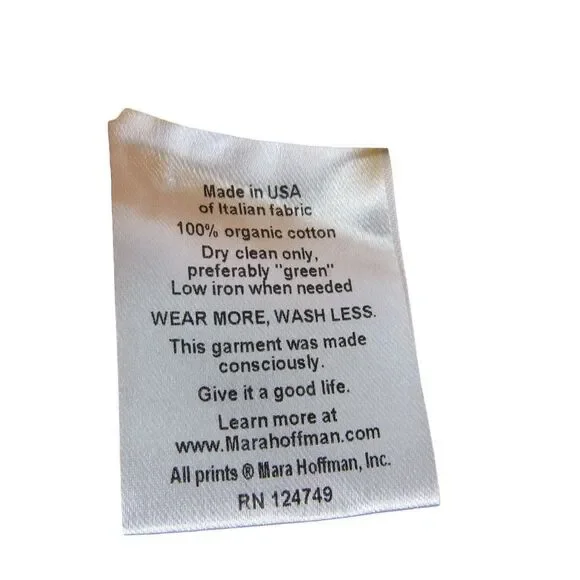 Made in USA
of Italian fabric
100% organic cotton
Dry clean only,
preferably "green"
Low iron when needed
WEAR MORE, WASH LESS.
This garment was made
consciously.
Give it a good life.
Learn more at
www.Marahoffman.com
All prints ® Mara Hoffman, Inc.
RN 124749